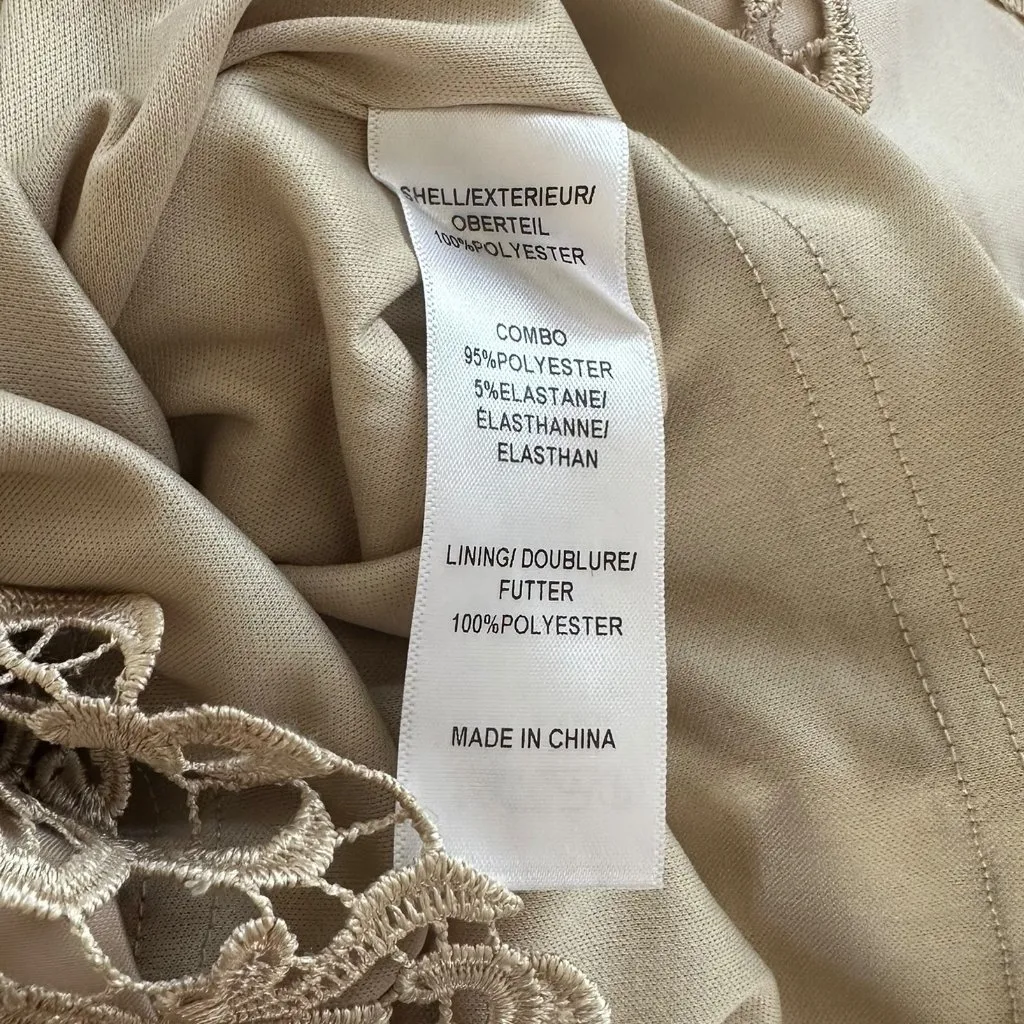 SHELL/EXTERIEUR/
OBERTEIL
100%POLYESTER
COMBO
95%POLYESTER
5%ELASTANE/
ÉLASTHANNE/
ELASTHAN
LINING/ DOUBLURE/
FUTTER
100%POLYESTER
MADE IN CHINA